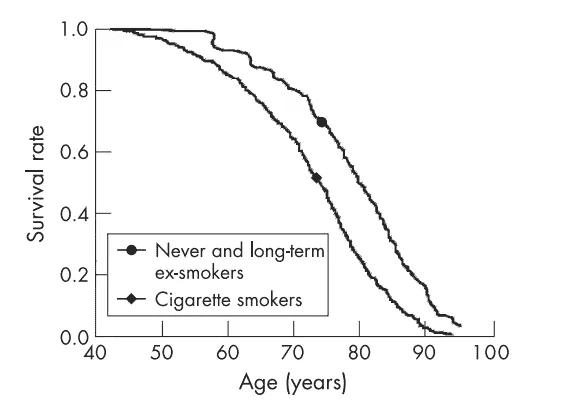 1.0
0.8
0.6
0.4
0.2
0.0
Survival rate
Never and long-term
ex-smokers
Cigarette smokers
40 50 60 70 80 90 100
Age (years)